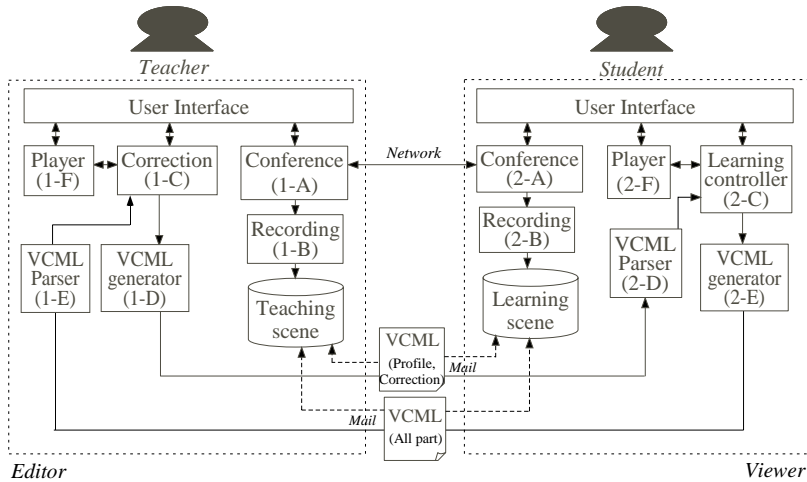 Teacher
Student
User Interface
User Interface
Player
(1-F)
Correction
(1-C)
Conference
(1-A)
Network
Conference
(2-A)
Player
(2-F)
Learning
controller
(2-C)
Recording
(1-B)
Recording
(2-B)
VCML
Parser
(1-E)
VCML
generator
(1-D)
VCML
Parser
(2-D)
VCML
generator
(2-E)
Teaching
scene
Learning
scene
VCML
(Profile,
Correction)
Mail
Mail
VCML
(All part)
Editor
Viewer